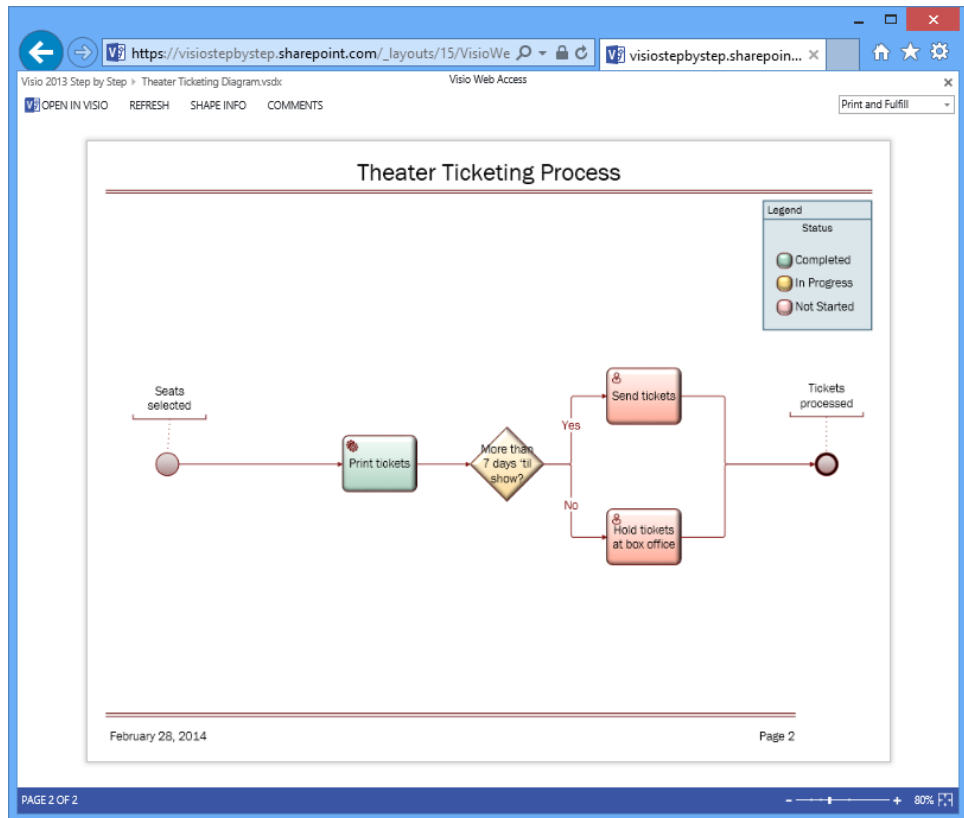 https://visiostepbystep.sharepoint.com/_layouts/15/VisioWe
visiostepbystep.sharepoin...
Visio 2013 Step by Step
Theater Ticketing Diagram.vsdx
Visio Web Access
OPEN IN VISIO
REFRESH
SHAPE INFO
COMMENTS
Print and Fulfill
Theater Ticketing Process
Legend
Status
Completed
In Progress
Not Started
Seats
selected
Print tickets
More than
7 days 'til
show?
Yes
Send tickets
No
Hold tickets
at box office
Tickets
processed
February 28, 2014
Page 2
PAGE 2 OF 2
80%